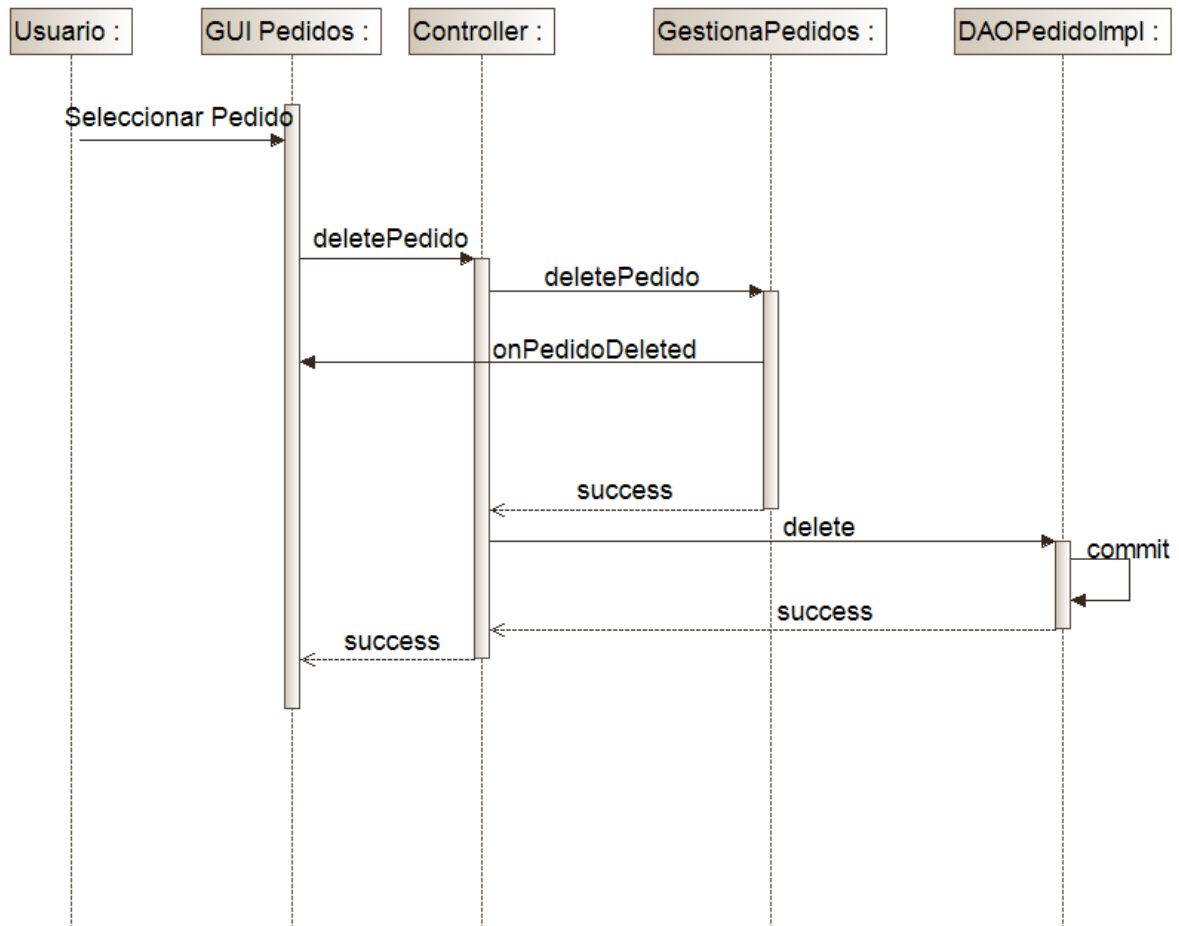 Usuario :
GUI Pedidos :
Controller :
GestionaPedidos :
DAOPedidoImpl :
Seleccionar Pedido
deletePedido
deletePedido
onPedidoDeleted
success
delete
commit
success
success